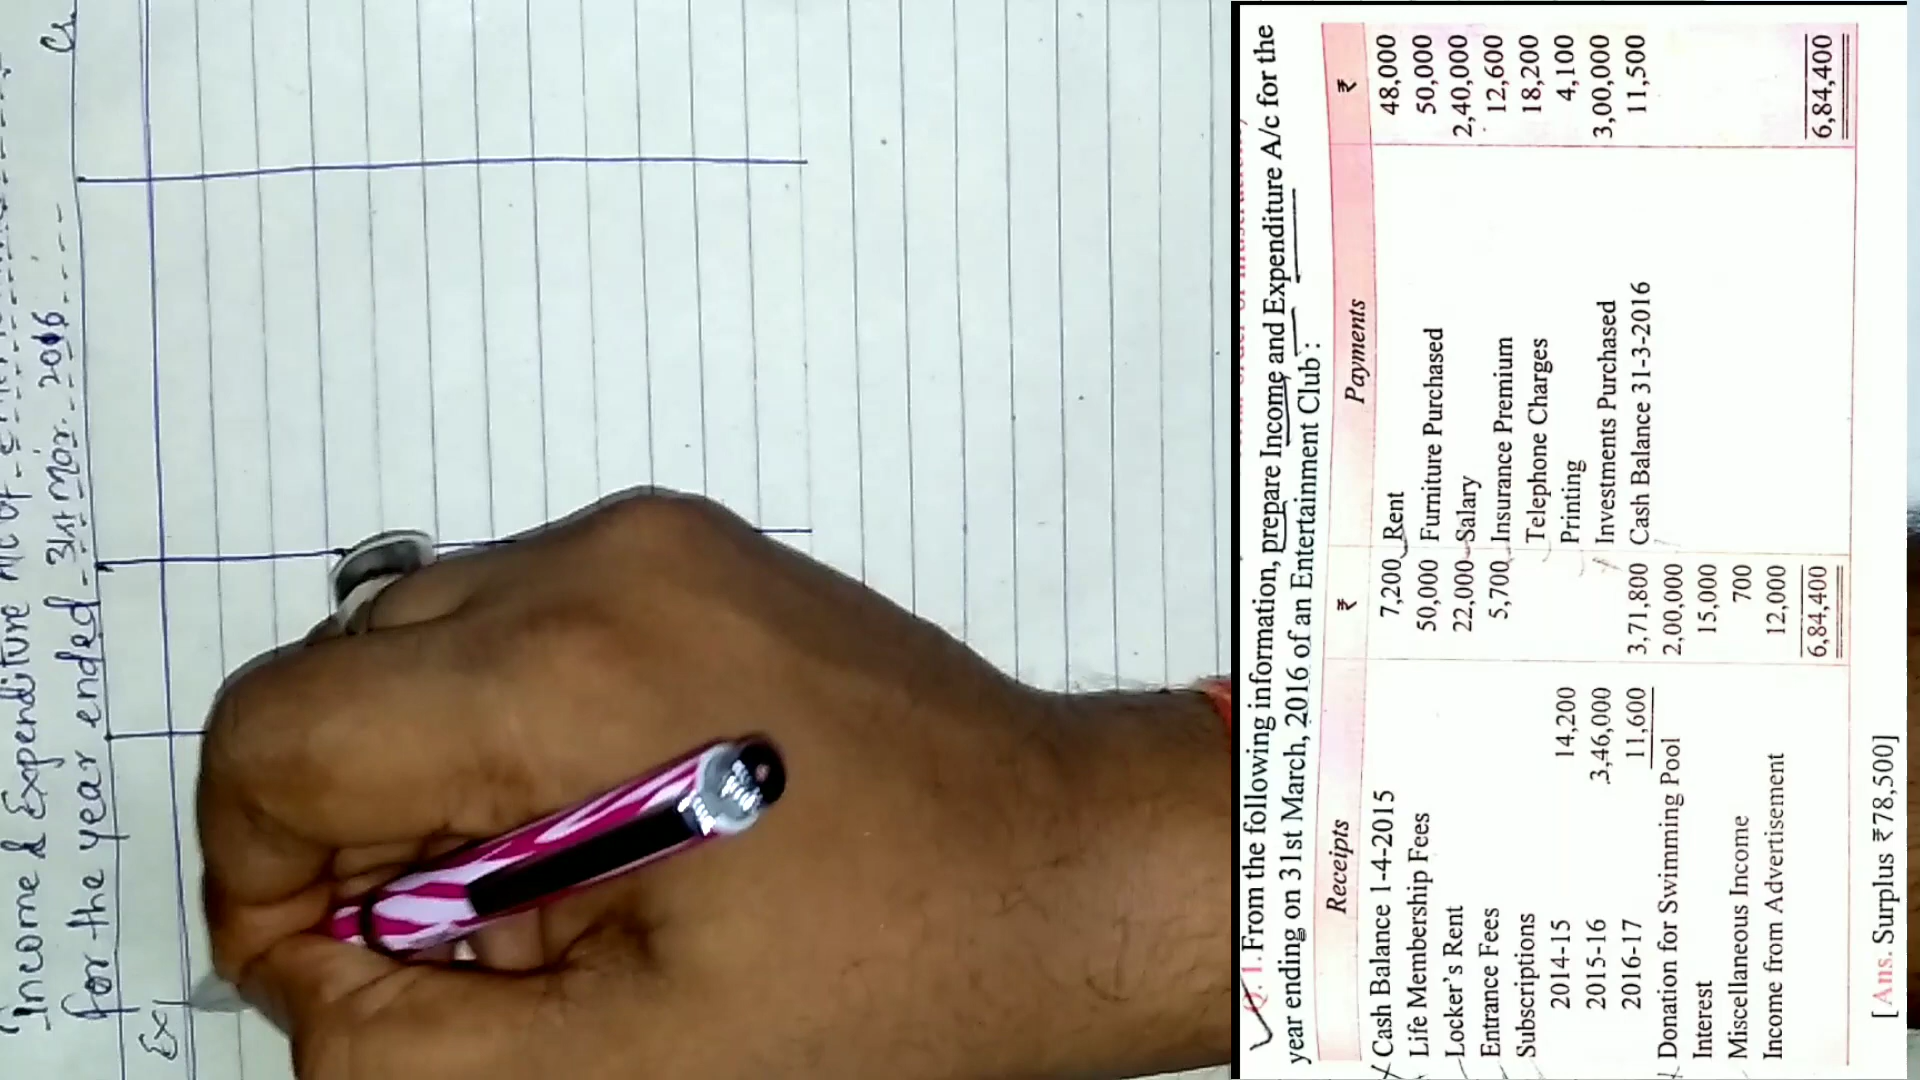 Income & Expenditure A/c of
for the year ended 31st Mar. 2016
Cr
Ex
Q.1. From the following information, prepare Income and Expenditure A/c for the
year ending on 31st March, 2016 of an Entertainment Club :
Receipts ₹ Payments ₹
Cash Balance 1-4-2015 7,200 Rent 48,000
Life Membership Fees 50,000 Furniture Purchased 50,000
Locker's Rent 22,000 Salary 2,40,000
Entrance Fees 5,700 Insurance Premium 12,600
Subscriptions Telephone Charges 18,200
2014-15 14,200 Printing 4,100
2015-16 3,46,000 Investments Purchased 3,00,000
2016-17 11,600 3,71,800 Cash Balance 31-3-2016 11,500
Donation for Swimming Pool 2,00,000
Interest 15,000
Miscellaneous Income 700
Income from Advertisement 12,000
6,84,400 6,84,400
[Ans. Surplus ₹78,500]